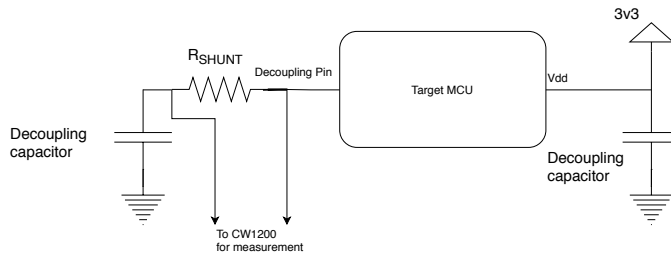 3v3
RSHUNT
Decoupling Pin
Target MCU
Vdd
Decoupling
capacitor
Decoupling
capacitor
To CW1200
for measurement